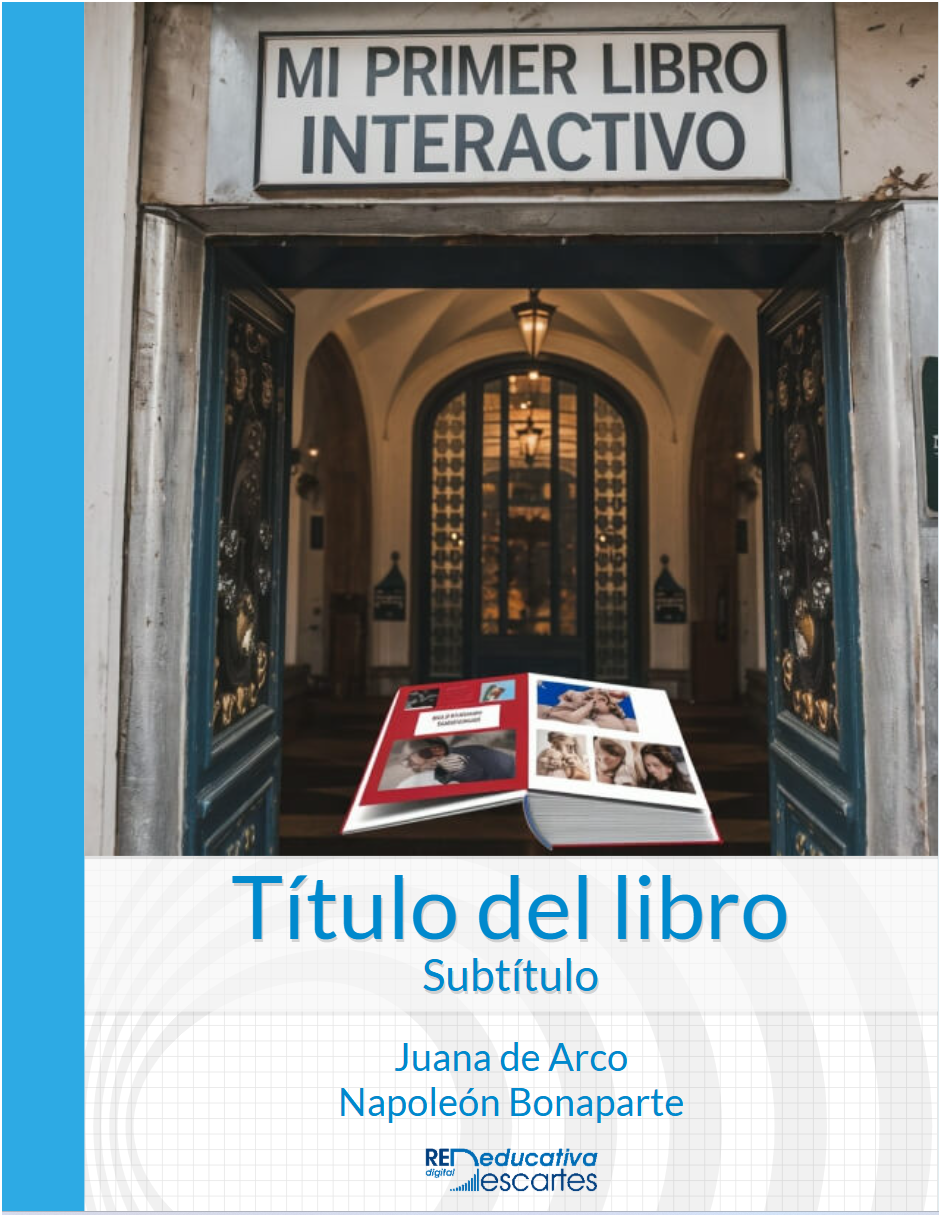 MI PRIMER LIBRO
INTERACTIVO
Título del libro
Subtítulo
Juana de Arco
Napoleón Bonaparte
RED educativa
digital
Descartes